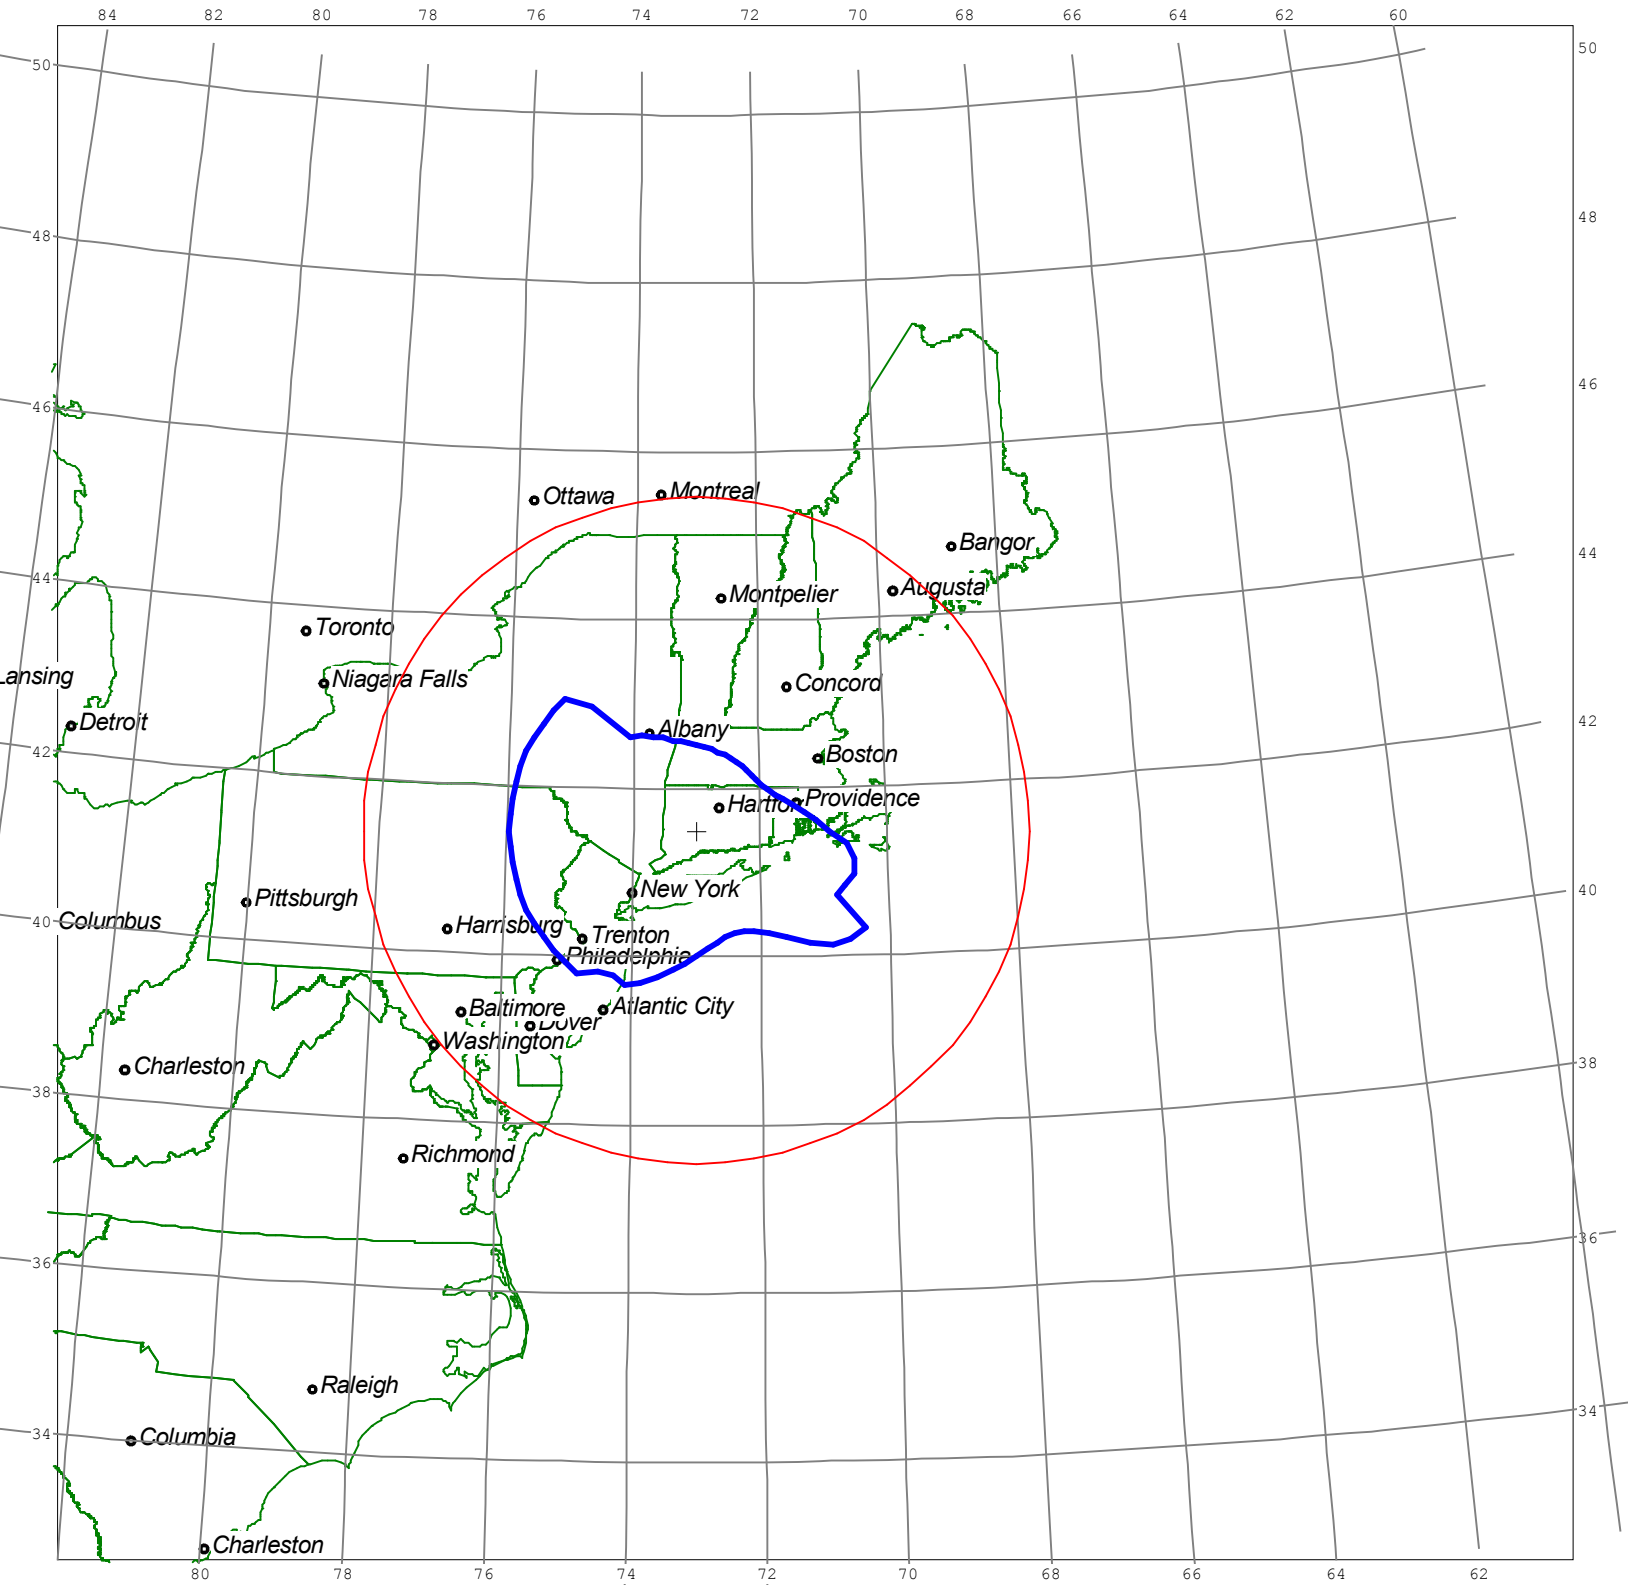 84 82 80 78 76 74 72 70 68 66 64 62 60
50 50
48 48
46 46
Ottawa Montreal
Bangor
44 44
Montpelier Augusta
Toronto
Lansing Niagara Falls Concord
Detroit Albany
42 42
Boston
Hartfor Providence
New York
Pittsburgh
40 40
Columbus Harrisburg
Trenton
Philadelphia
Baltimore Atlantic City
Dover
Washington
Charleston
38 38
Richmond
36 36
Raleigh
34 34
Columbia
Charleston
80 78 76 74 72 70 68 66 64 62